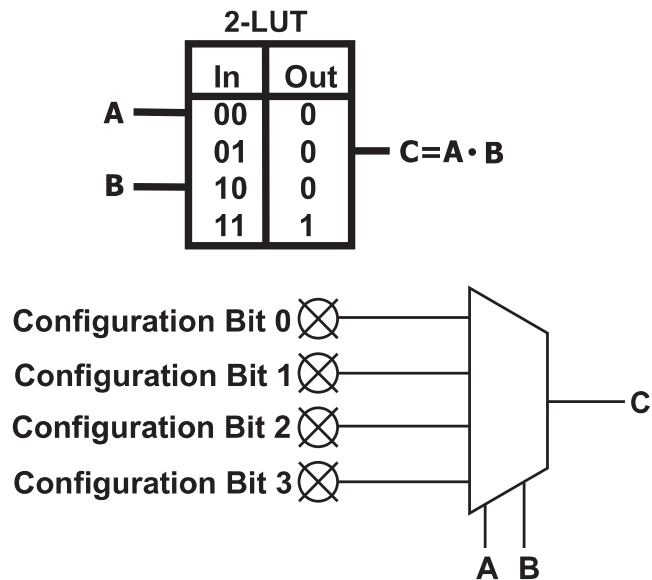 2-LUT
In Out
A 00 0
01 0 C=A·B
B 10 0
11 1
Configuration Bit 0
Configuration Bit 1
C
Configuration Bit 2
Configuration Bit 3
A B